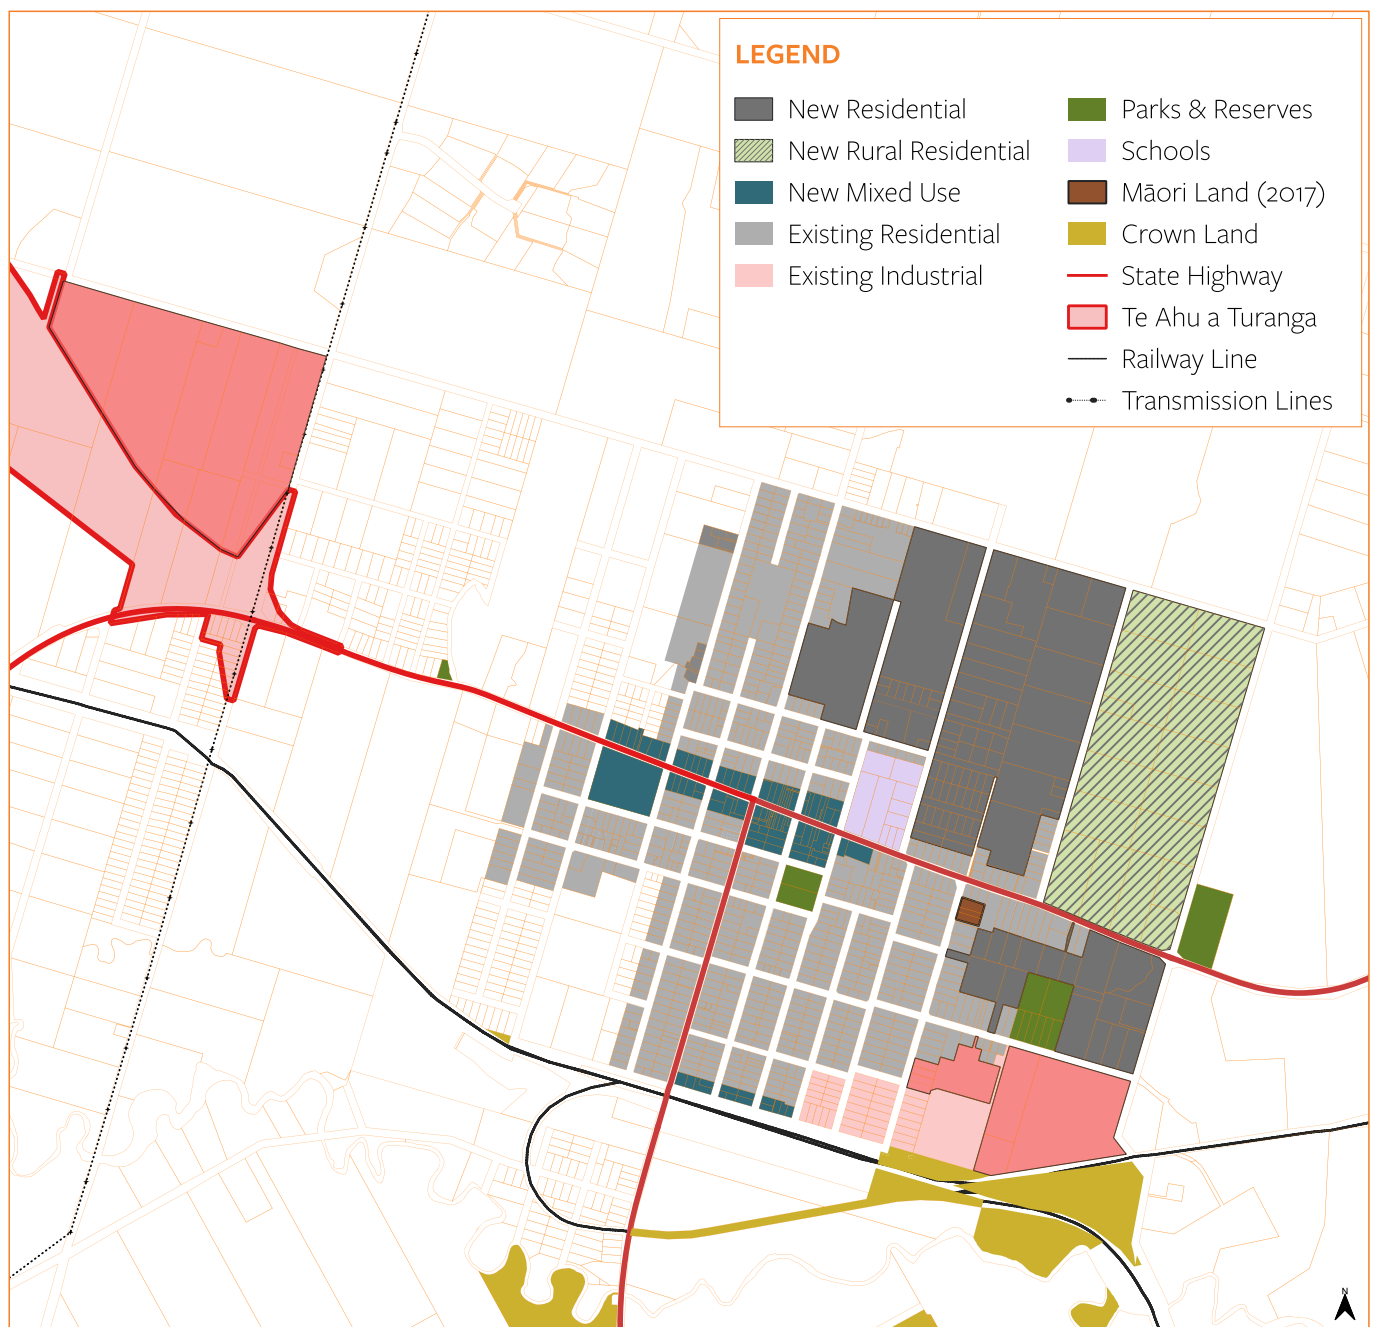 LEGEND
New Residential
New Rural Residential
New Mixed Use
Existing Residential
Existing Industrial
Parks & Reserves
Schools
Māori Land (2017)
Crown Land
State Highway
Te Ahu a Turanga
Railway Line
Transmission Lines
N